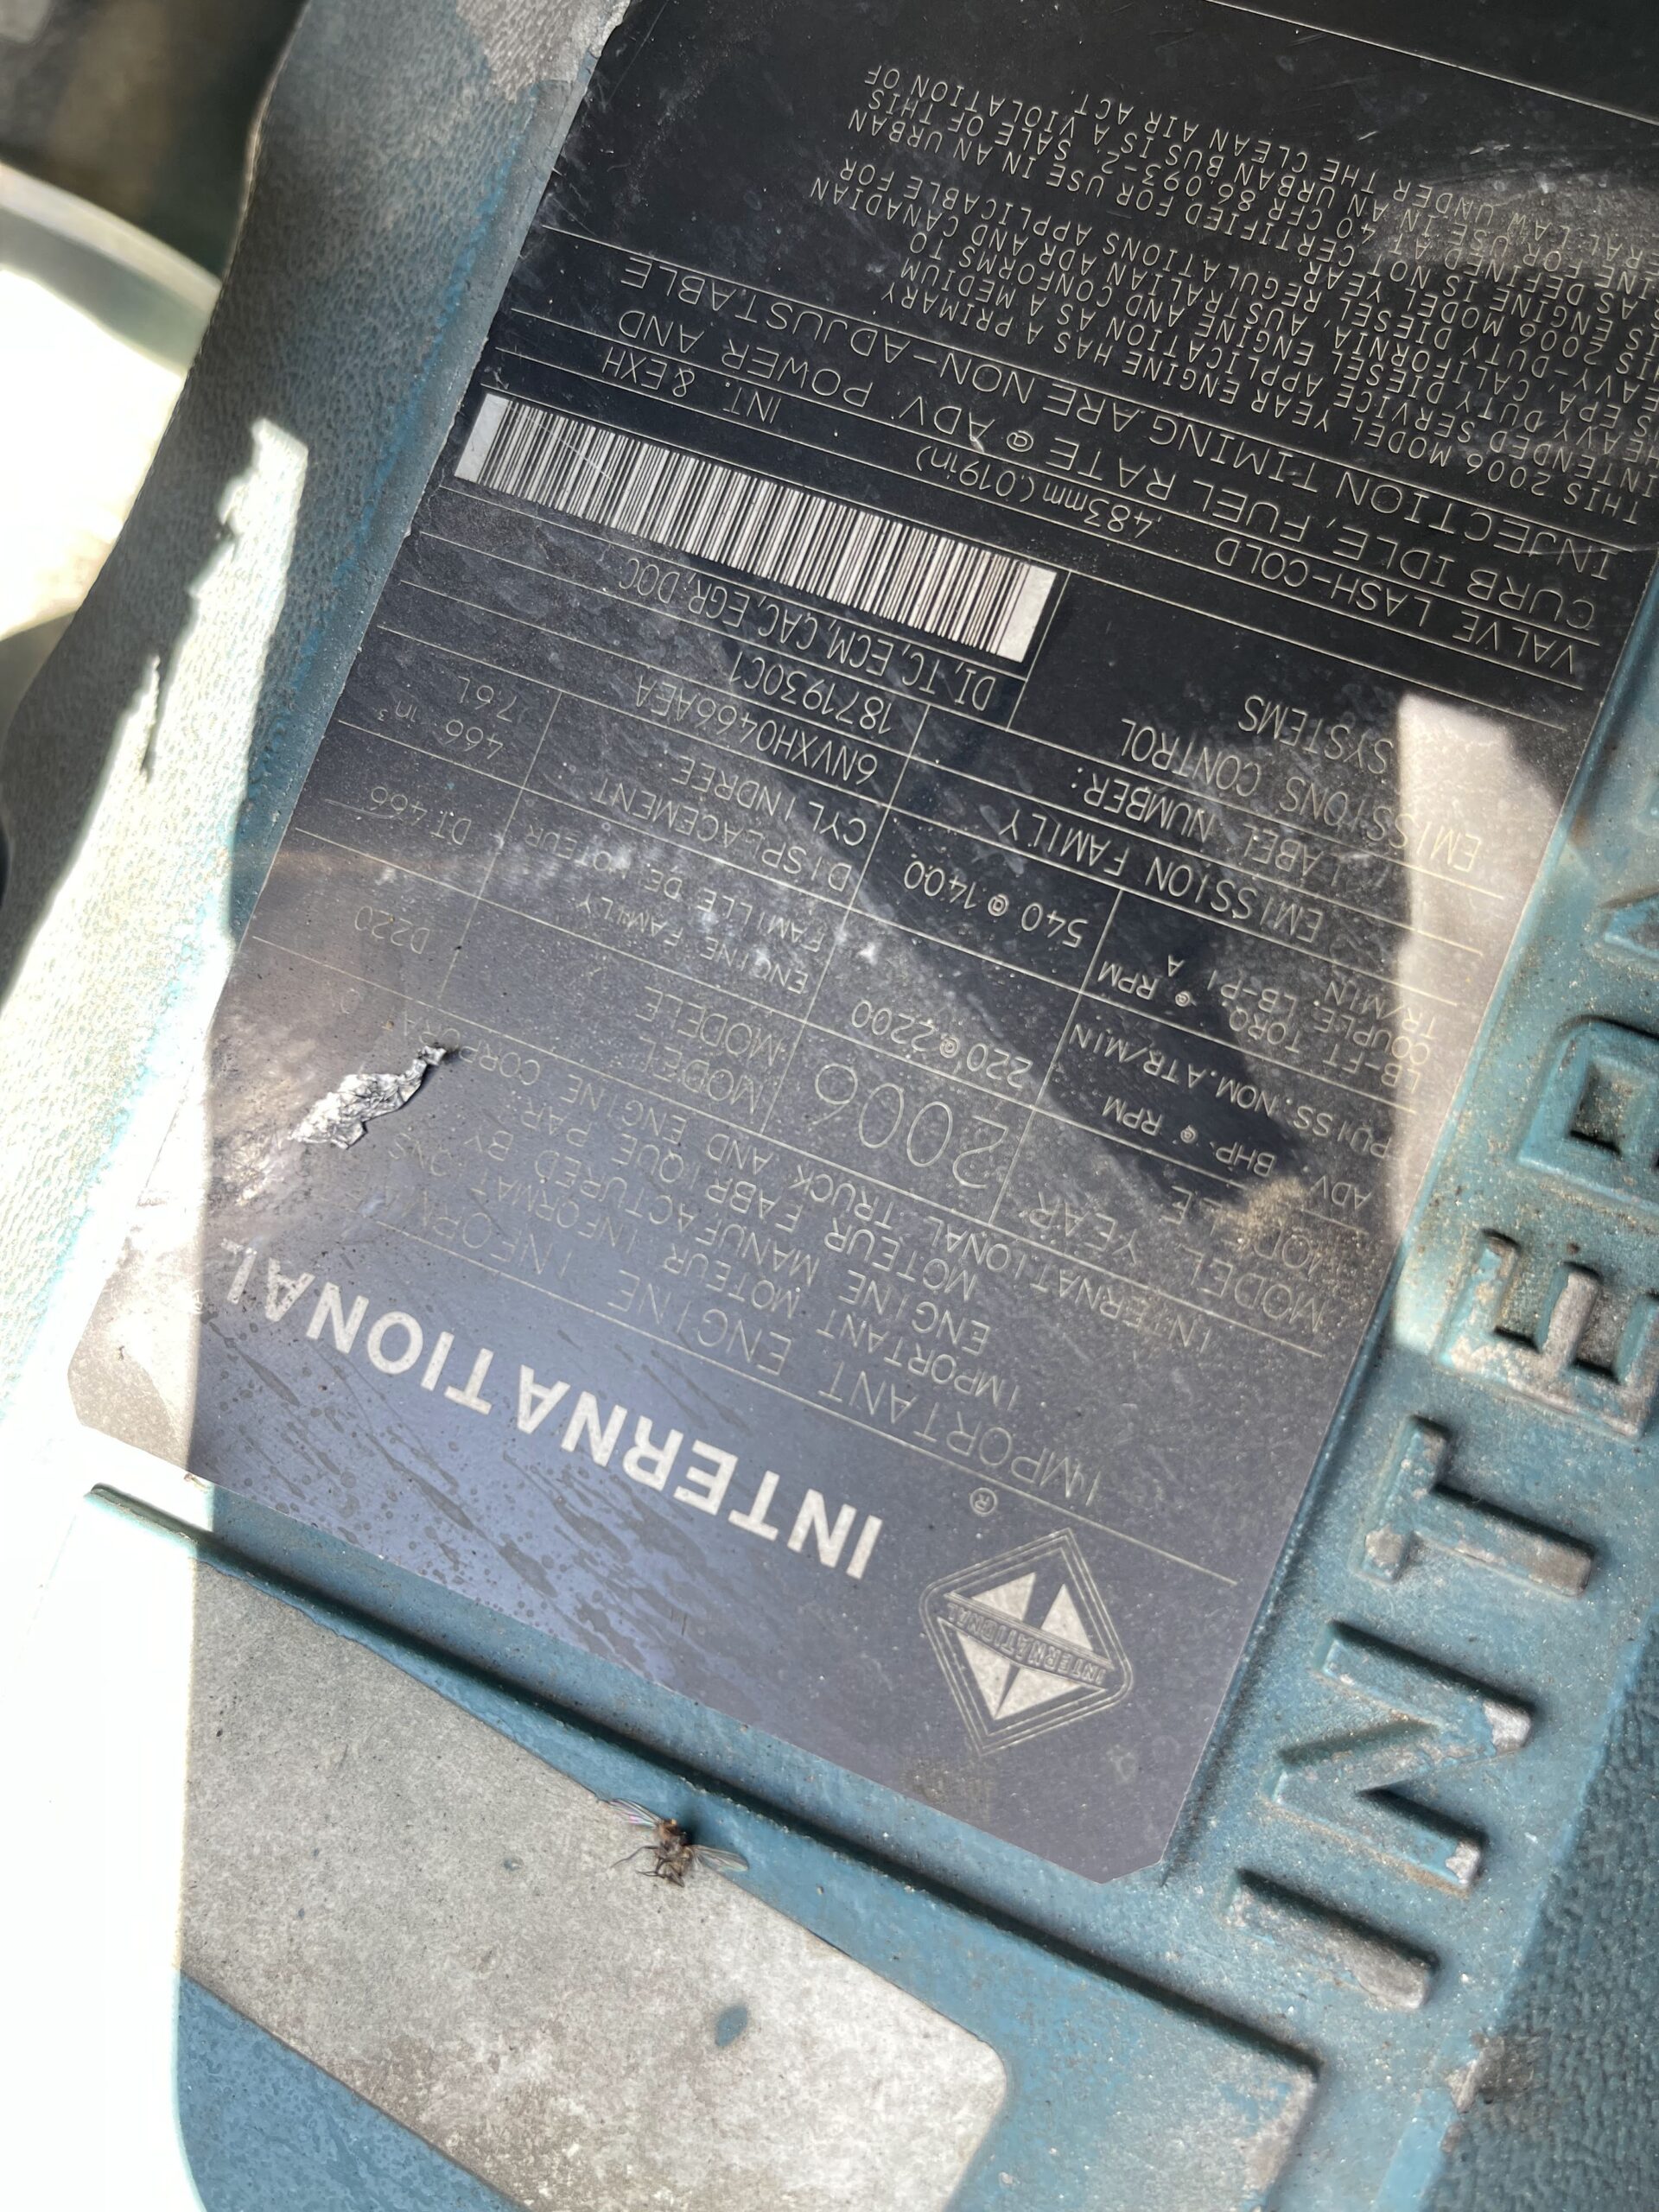 INTERNATIONAL
INTERNATIONAL ®
IMPORTANT ENGINE
IMPORTANT MOTEUR
ENGINE MANUFACTURED BY
MOTEUR FABRIQUE PAR:
INTERNATIONAL TRUCK AND ENGINE CORP
MODEL YEAR 2006 MODEL D220
MODELE
ADV. BHP @ RPM 220 @ 2200 ENGINE FAMILY DT 466
PUISS. NOM. A TR/MIN FAMILLE DE MOTEUR
LB-FT TORQ @ RPM 540 @ 1400 DISPLACEMENT 466 in³
COUPLE: LB-PI A TR/MIN. CYLINDREE: 7.6L
EMISSION FAMILY 6NVXH0466AEA
LABEL NUMBER: 1871930C1
EMISSIONS CONTROL DI, TC, ECM, CAC, EGR, DOC
SYSTEMS
VALVE LASH-COLD .483mm (.019in) INT. & EXH
CURB IDLE, FUEL RATE @ ADV. POWER AND
INJECTION TIMING ARE NON-ADJUSTABLE
THIS 2006 MODEL YEAR ENGINE HAS A PRIMARY
INTENDED SERVICE APPLICATION AS A MEDIUM
HEAVY DUTY DIESEL ENGINE AND CONFORMS TO
EPA, CALIFORNIA, AUSTRALIAN ADR AND CANADIAN
HEAVY-DUTY DIESEL REGULATIONS APPLICABLE FOR
2006 MODEL YEAR
ENGINE IS NOT CERTIFIED FOR USE IN AN URBAN
AS DEFINED AT 40 CFR 86.093-2, SALE OF THIS
FOR USE IN AN URBAN BUS IS A VIOLATION OF
LAW UNDER THE CLEAN AIR ACT
INTERNA